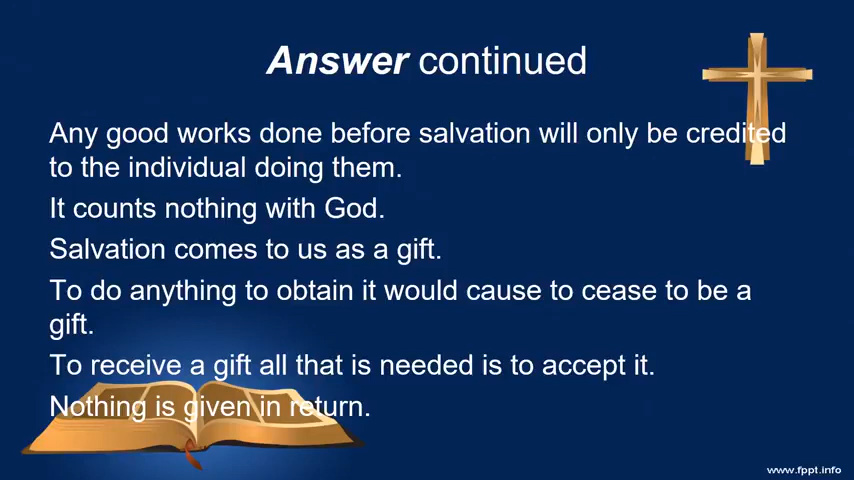 Answer continued
Any good works done before salvation will only be credited
to the individual doing them.
It counts nothing with God.
Salvation comes to us as a gift.
To do anything to obtain it would cause to cease to be a
gift.
To receive a gift all that is needed is to accept it.
Nothing is given in return.
www.fppt.info